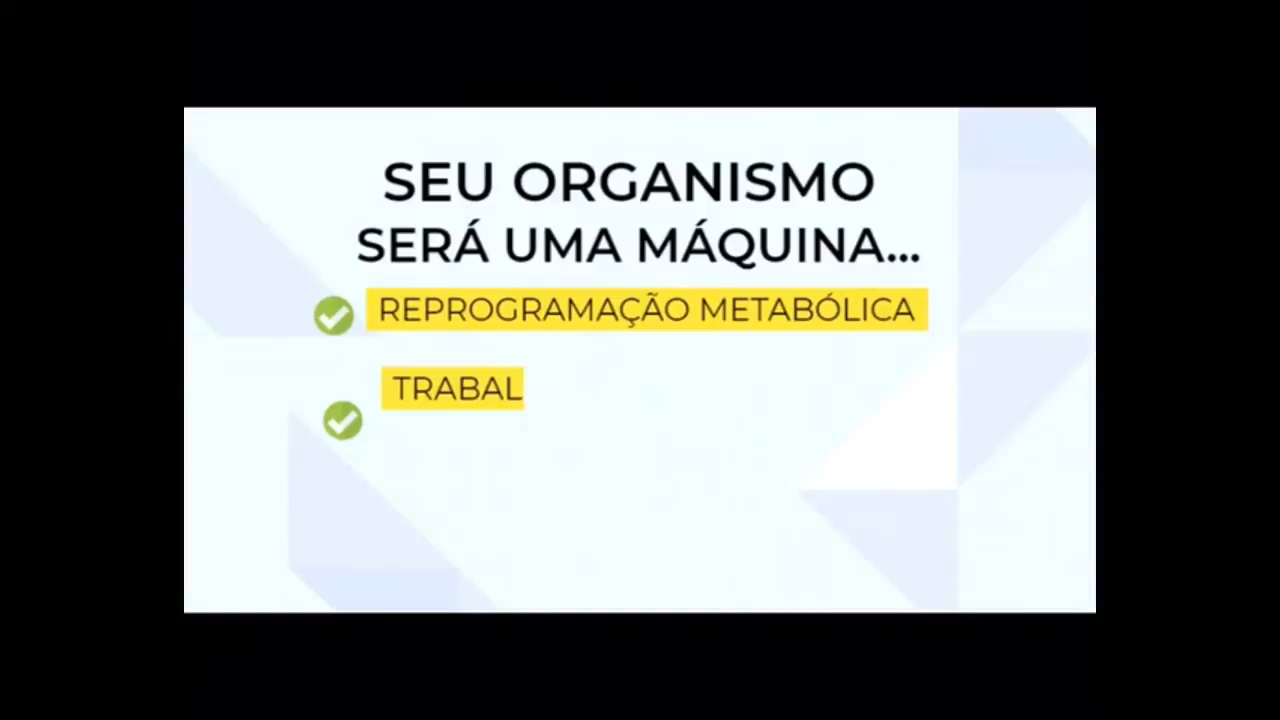 SEU ORGANISMO
SERÁ UMA MÁQUINA...
REPROGRAMAÇÃO METABÓLICA
TRABAL